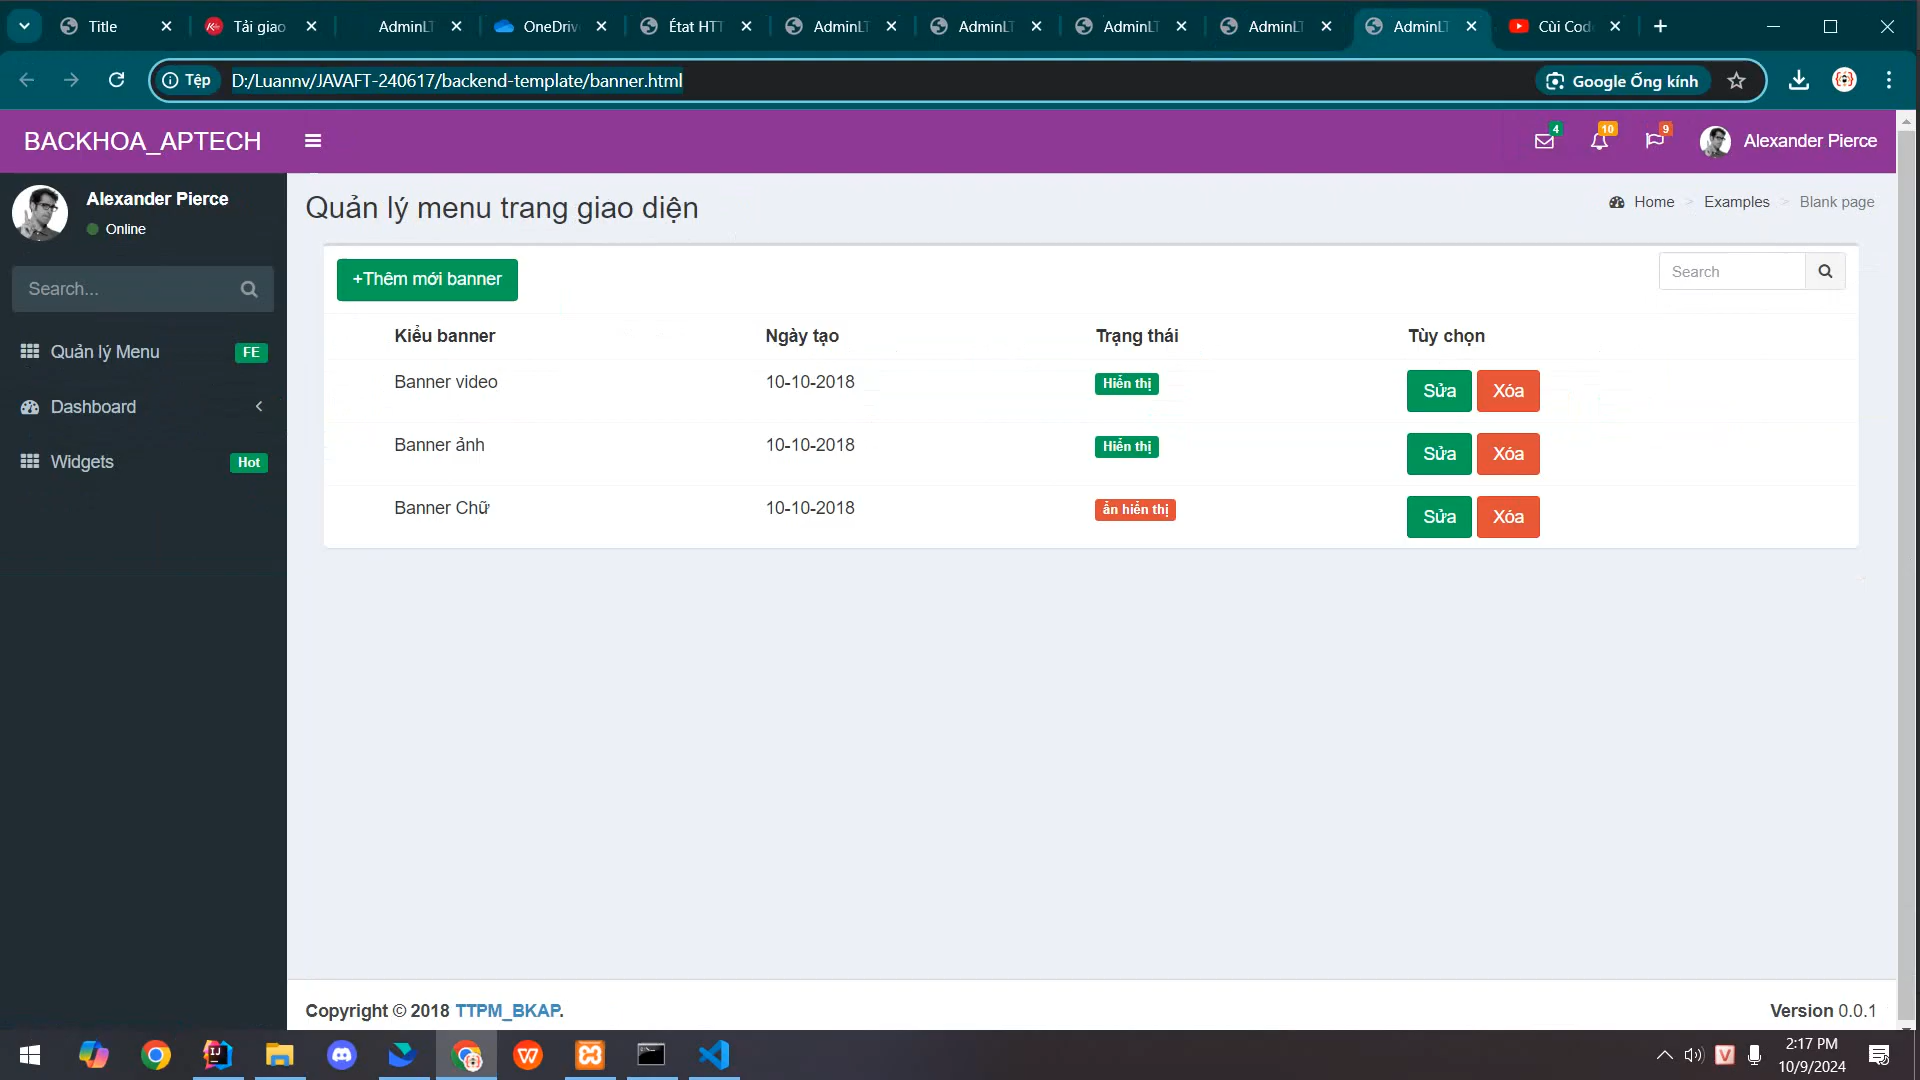 Title
Tải giao
AdminLT
OneDriv
État HTT
AdminLT
AdminLT
AdminLT
AdminLT
AdminLT
Cùi Cod
Tệp D:/Luannv/JAVAFT-240617/backend-template/banner.html
Google Ống kính
BACKHOA_APTECH
4
10
9
Alexander Pierce
Alexander Pierce
Online
Search...
Quản lý Menu FE
Dashboard
Widgets Hot
Quản lý menu trang giao diện
Home > Examples > Blank page
+Thêm mới banner
Search
Kiểu banner Ngày tạo Trạng thái Tùy chọn
Banner video 10-10-2018 Hiển thị Sửa Xóa
Banner ảnh 10-10-2018 Hiển thị Sửa Xóa
Banner Chữ 10-10-2018 ẩn hiển thị Sửa Xóa
Copyright © 2018 TTPM_BKAP.
Version 0.0.1
2:17 PM
10/9/2024